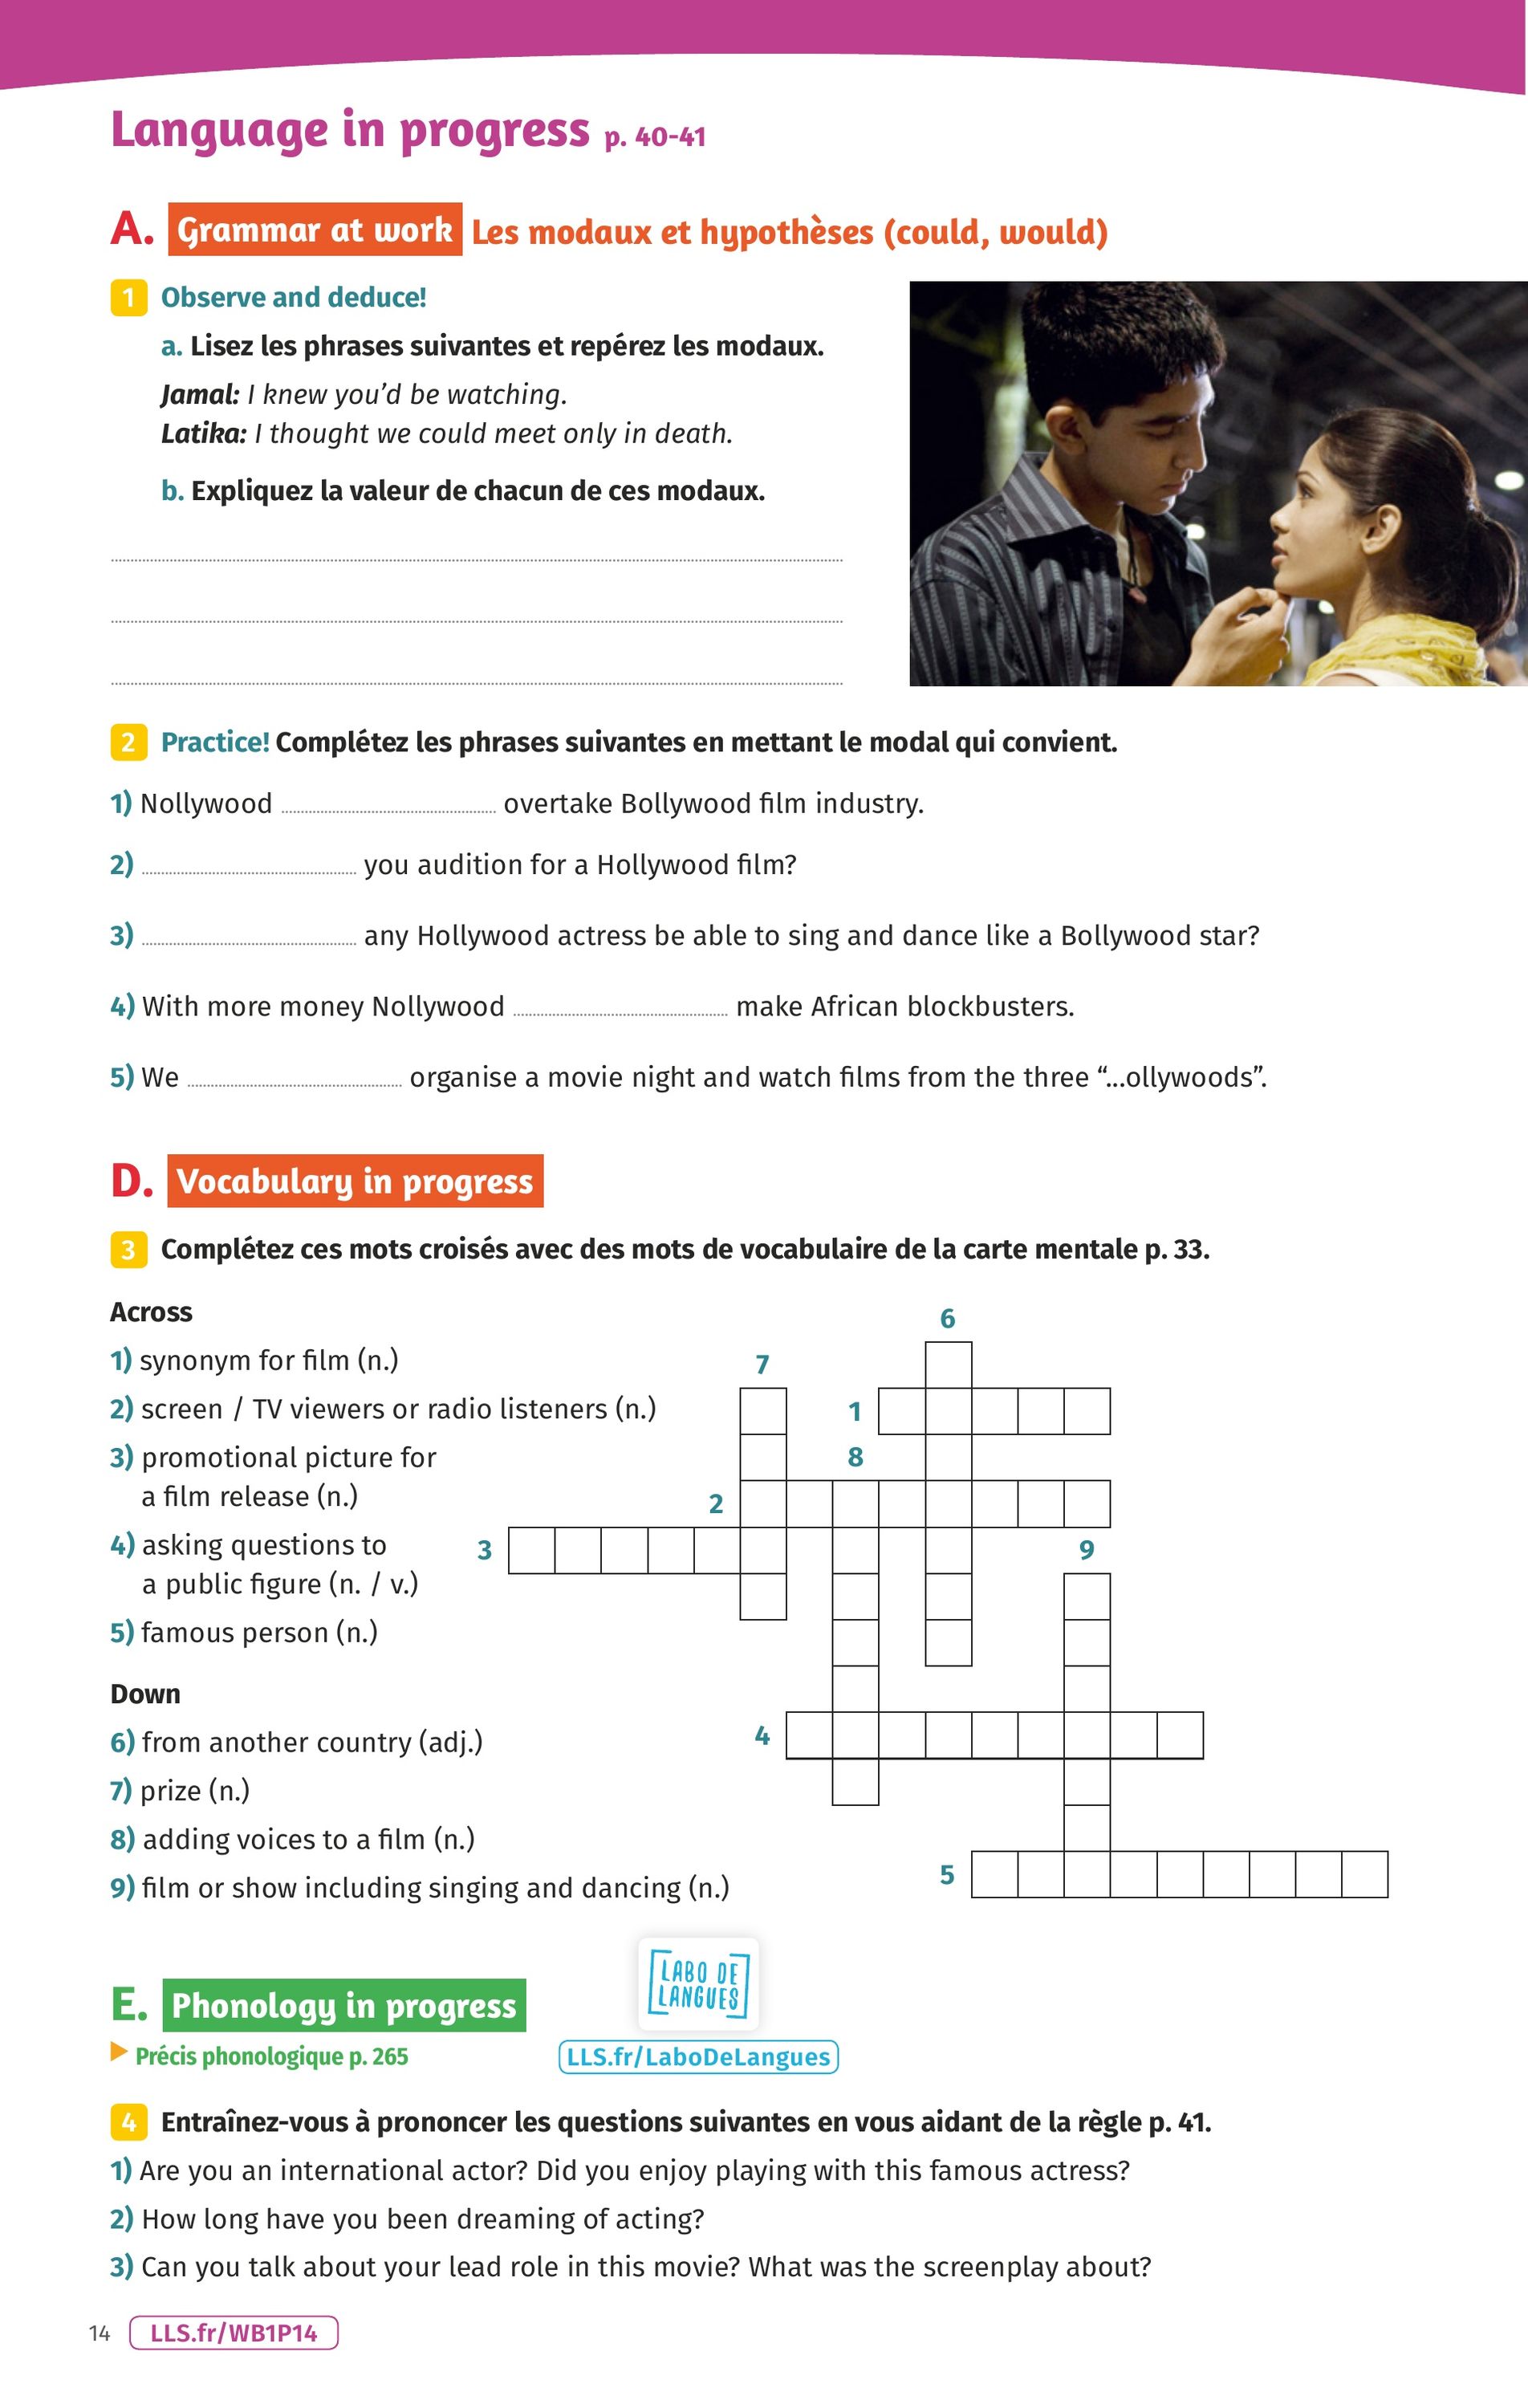 Language in progress p. 40-41
A. Grammar at work Les modaux et hypothèses (could, would)
1 Observe and deduce!
a. Lisez les phrases suivantes et repérez les modaux.
Jamal: I knew you’d be watching.
Latika: I thought we could meet only in death.
b. Expliquez la valeur de chacun de ces modaux.
2 Practice! Complétez les phrases suivantes en mettant le modal qui convient.
1) Nollywood ........................ overtake Bollywood film industry.
2) ........................ you audition for a Hollywood film?
3) ........................ any Hollywood actress be able to sing and dance like a Bollywood star?
4) With more money Nollywood ........................ make African blockbusters.
5) We ........................ organise a movie night and watch films from the three “...ollywoods”.
D. Vocabulary in progress
3 Complétez ces mots croisés avec des mots de vocabulaire de la carte mentale p. 33.
Across
1) synonym for film (n.)
2) screen / TV viewers or radio listeners (n.)
3) promotional picture for
a film release (n.)
4) asking questions to
a public figure (n. / v.)
5) famous person (n.)
Down
6) from another country (adj.)
7) prize (n.)
8) adding voices to a film (n.)
9) film or show including singing and dancing (n.)
6
7
1
8
2
3
9
4
5
E. Phonology in progress
LABO DE
LANGUES
Précis phonologique p. 265
LLS.fr/LaboDeLangues
4 Entraînez-vous à prononcer les questions suivantes en vous aidant de la règle p. 41.
1) Are you an international actor? Did you enjoy playing with this famous actress?
2) How long have you been dreaming of acting?
3) Can you talk about your lead role in this movie? What was the screenplay about?
14 LLS.fr/WB1P14